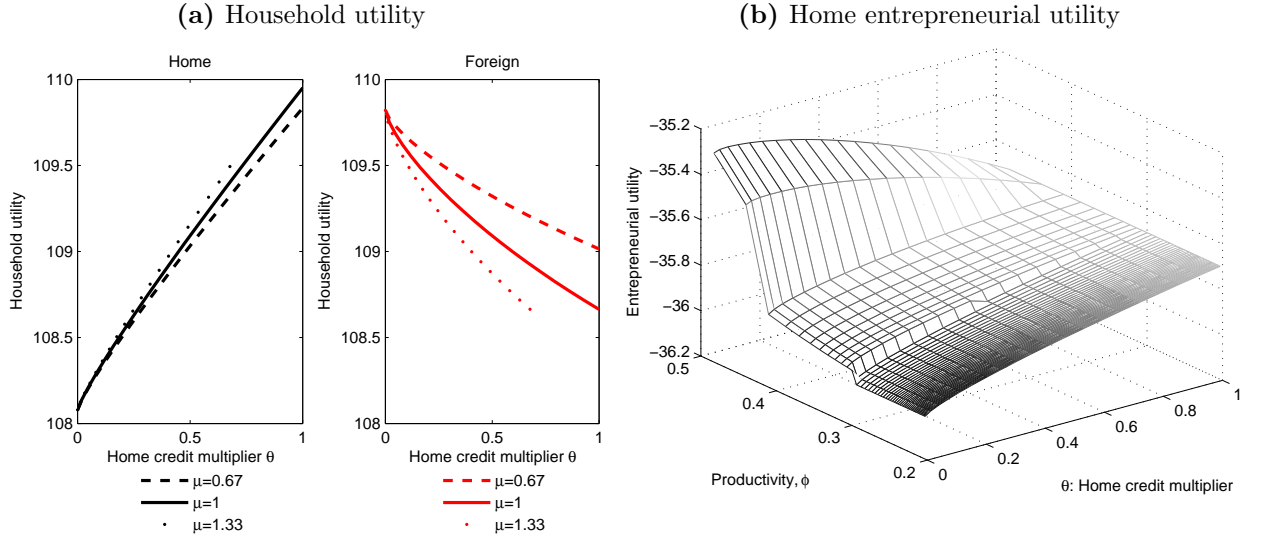 (a) Household utility
Home
Household utility
110
109.5
109
108.5
108
0
0.5
1
Home credit multiplier θ
μ=0.67
μ=1
μ=1.33
Foreign
Household utility
110
109.5
109
108.5
108
0
0.5
1
Home credit multiplier θ
μ=0.67
μ=1
μ=1.33
(b) Home entrepreneurial utility
Entrepreneurial utility
−35.2
−35.4
−35.6
−35.8
−36
−36.2
0.5
0.4
0.3
0.2
Productivity, ϕ
0
0.2
0.4
0.6
0.8
1
θ: Home credit multiplier